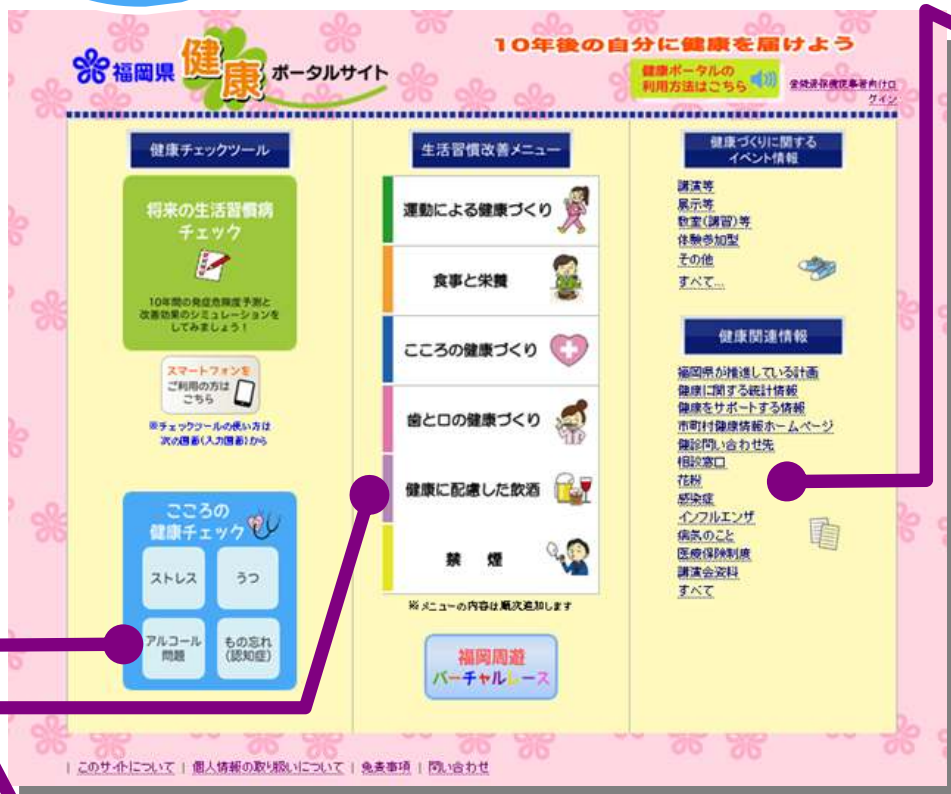 10年後の自分に健康を届けよう
福岡県 健康 ポータルサイト
健康ポータルの
利用方法はこちら
ログイン
健康チェックツール
将来の生活習慣病
チェック
10年間の発症危険度予測と
改善効果のシミュレーションを
してみましょう!
スマートフォンを
ご利用の方は
こちら
※チェックツールの使い方は
次の画面(入力画面)から
こころの
健康チェック
ストレス
うつ
アルコール
問題
もの忘れ
(認知症)
生活習慣改善メニュー
運動による健康づくり
食事と栄養
こころの健康づくり
歯と口の健康づくり
健康に配慮した飲酒
禁 煙
※メニューの内容は順次追加します
福岡周遊
バーチャルレース
健康づくりに関する
イベント情報
講演等
展示等
教室(講習)等
体験参加型
その他
すべて...
健康関連情報
福岡県が推進している計画
健康に関する統計情報
健康をサポートする情報
市町村健康情報ホームページ
健診問い合わせ先
相談窓口
花粉
感染症
インフルエンザ
病気のこと
医療保険制度
講演会資料
すべて
| このサイトについて | 個人情報の取り扱いについて | 免責事項 | 問い合わせ